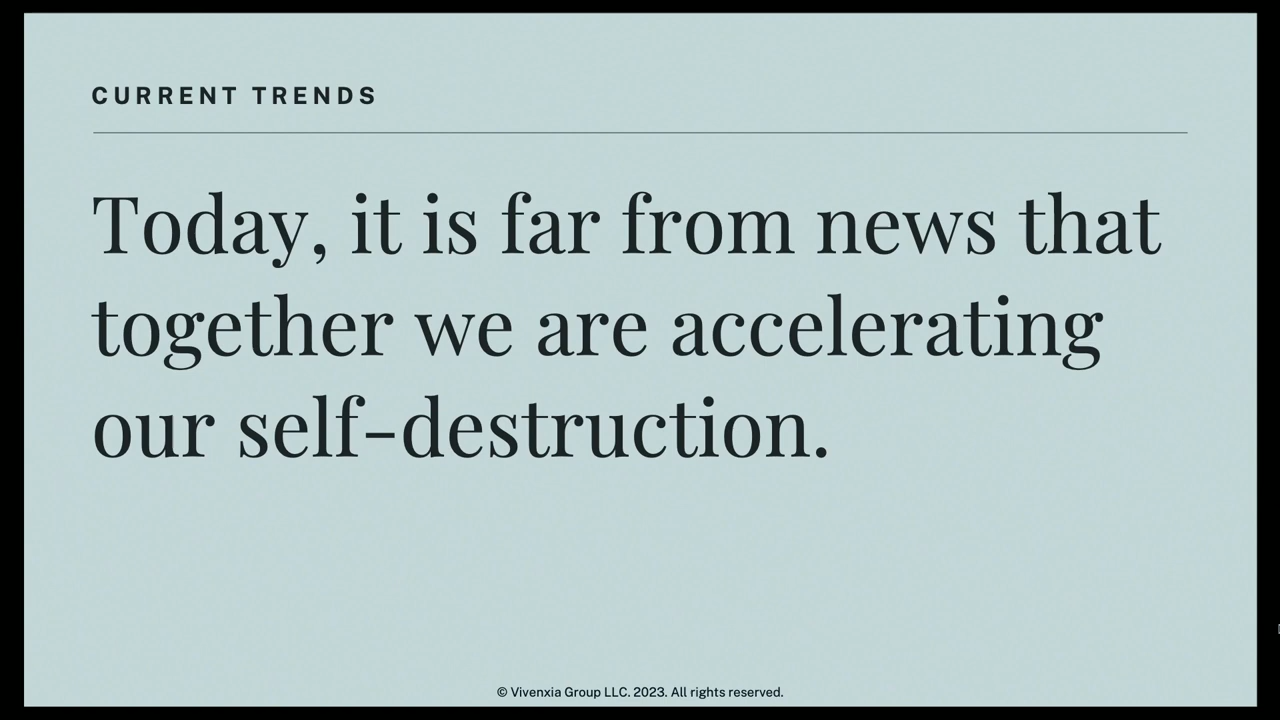 CURRENT TRENDS
Today, it is far from news that
together we are accelerating
our self-destruction.
© Vivenxia Group LLC. 2023. All rights reserved.